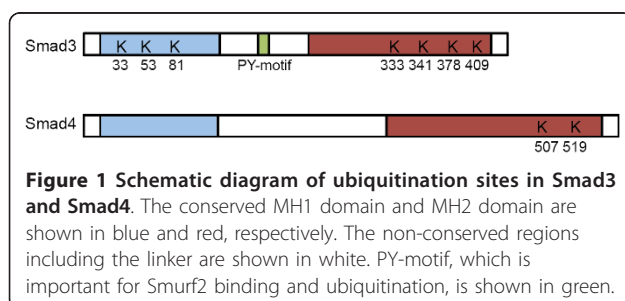 Smad3
K K K
K K K K
33 53 81
PY-motif
333 341 378 409
Smad4
K K
507 519
Figure 1 Schematic diagram of ubiquitination sites in Smad3
and Smad4. The conserved MH1 domain and MH2 domain are
shown in blue and red, respectively. The non-conserved regions
including the linker are shown in white. PY-motif, which is
important for Smurf2 binding and ubiquitination, is shown in green.